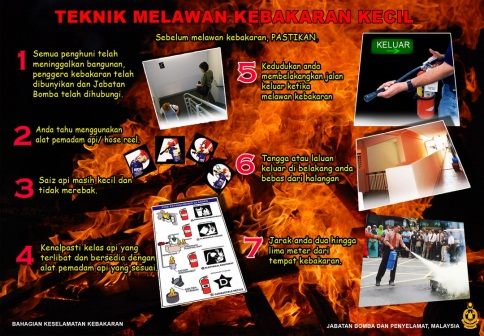 TEKNIK MELAWAN KEBAKARAN KECIL
Sebelum melawan kebakaran, PASTIKAN,
1 Semua penghuni telah
meninggalkan bangunan,
penggera kebakaran telah
dibunyikan dan Jabatan
Bomba telah dihubungi.
2 Anda tahu menggunakan
alat pemadam api/ hose reel.
3 Saiz api masih kecil dan
tidak merebak.
4 Kenalpasti kelas api yang
terlibat dan bersedia dengan
alat pemadam api yang sesuai.
5 Kedudukan anda
membelakangkan jalan
keluar ketika
melawan kebakaran
KELUAR
6 Tangga atau laluan
keluar di belakang anda
bebas dari halangan
7 Jarak anda dua hingga
lima meter dari
tempat kebakaran.
BAHAGIAN KESELAMATAN KEBAKARAN
JABATAN BOMBA DAN PENYELAMAT, MALAYSIA